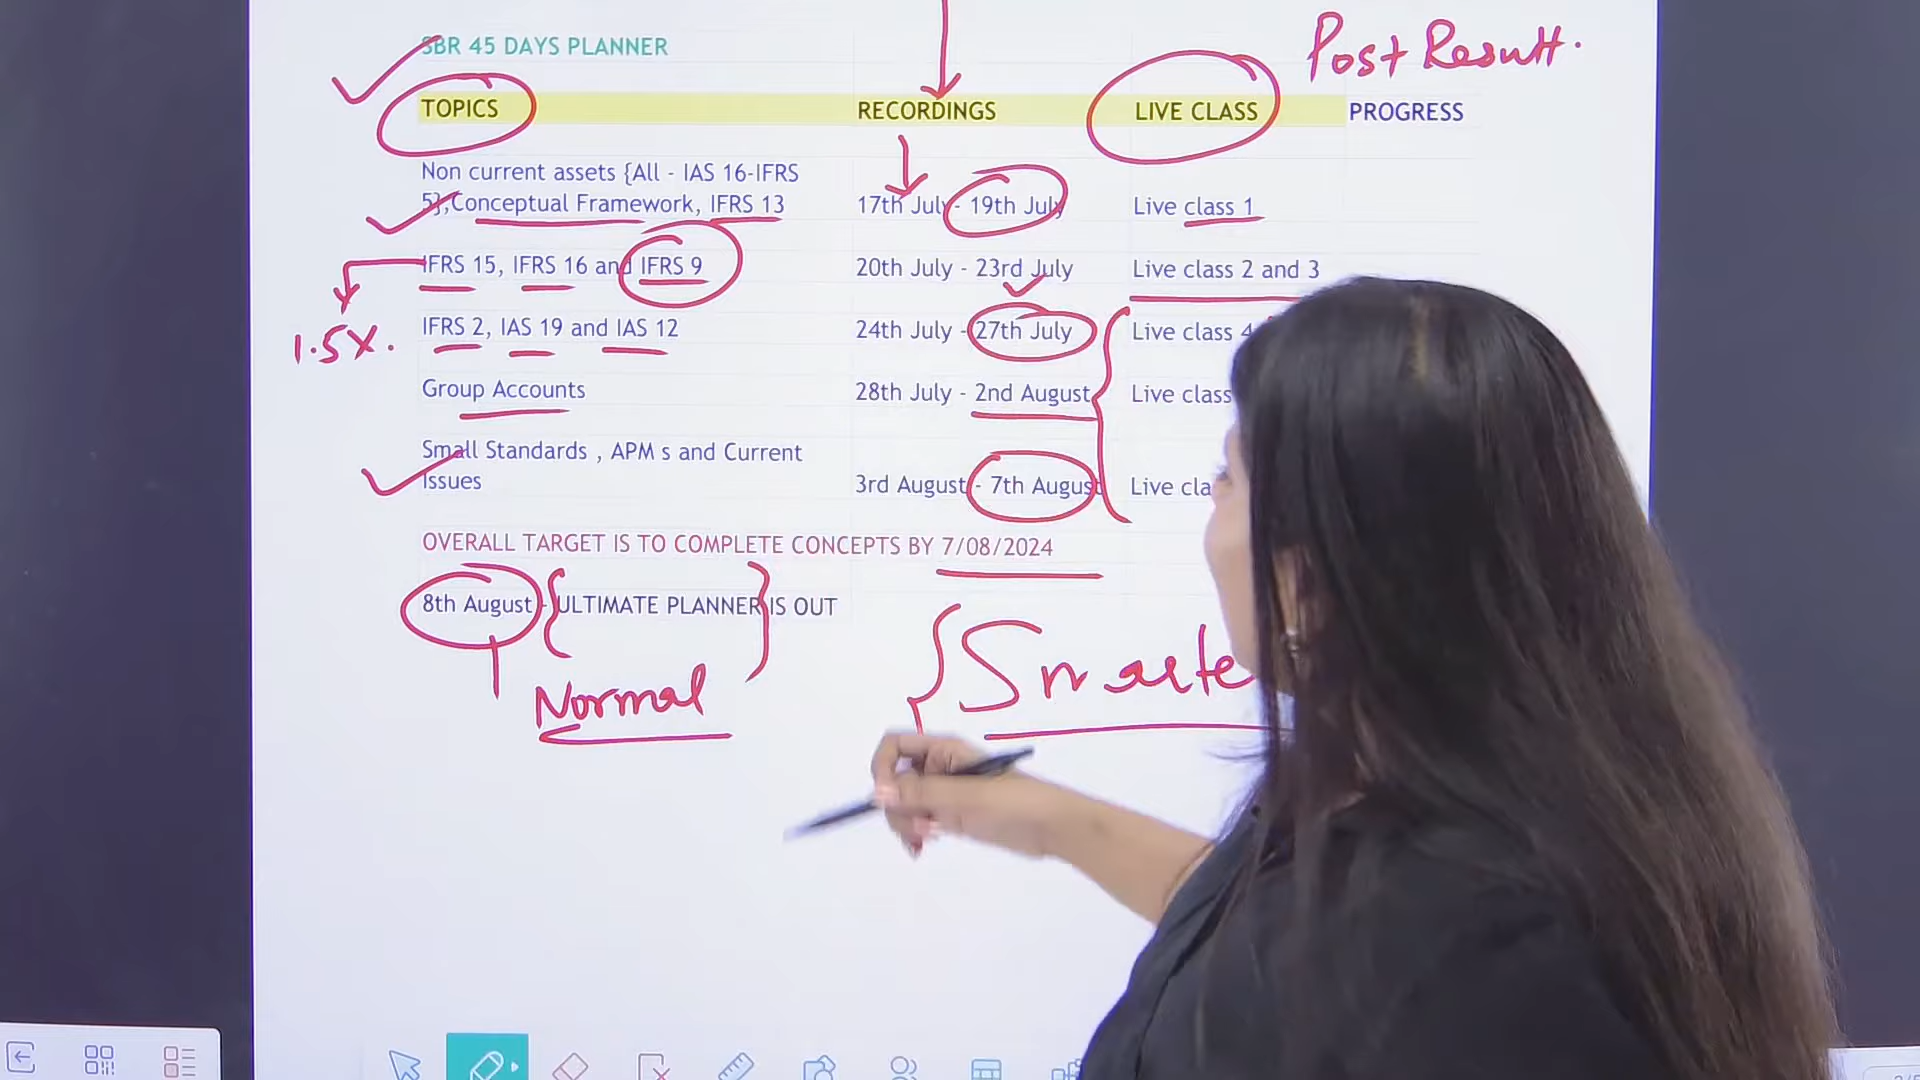 Post Result.
SBR 45 DAYS PLANNER
TOPICS RECORDINGS LIVE CLASS PROGRESS
Non current assets {All - IAS 16-IFRS
5},Conceptual Framework, IFRS 13 17th July - 19th July Live class 1
IFRS 15, IFRS 16 and IFRS 9 20th July - 23rd July Live class 2 and 3
1.5X.
IFRS 2, IAS 19 and IAS 12 24th July - 27th July Live class 4
Group Accounts 28th July - 2nd August Live class
Small Standards , APM s and Current
Issues 3rd August - 7th August Live cla
OVERALL TARGET IS TO COMPLETE CONCEPTS BY 7/08/2024
8th August - ULTIMATE PLANNER IS OUT
Normal
Smarte